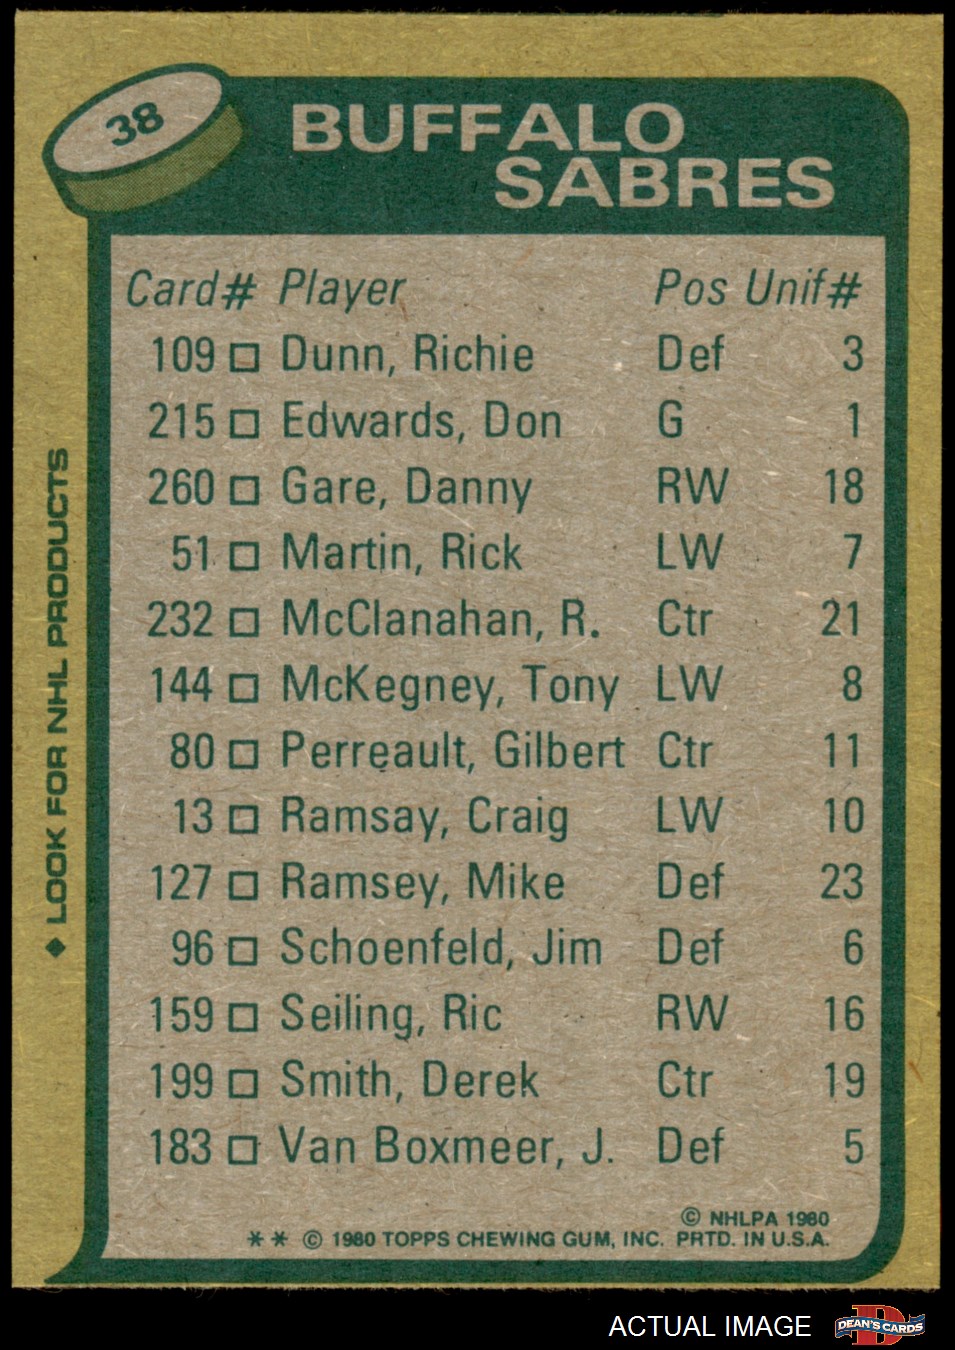 38
BUFFALO
SABRES
Card# Player Pos Unif#
109 □ Dunn, Richie Def 3
215 □ Edwards, Don G 1
260 □ Gare, Danny RW 18
51 □ Martin, Rick LW 7
232 □ McClanahan, R. Ctr 21
144 □ McKegney, Tony LW 8
80 □ Perreault, Gilbert Ctr 11
13 □ Ramsay, Craig LW 10
127 □ Ramsey, Mike Def 23
96 □ Schoenfeld, Jim Def 6
159 □ Seiling, Ric RW 16
199 □ Smith, Derek Ctr 19
183 □ Van Boxmeer, J. Def 5
© NHLPA 1980
** © 1980 TOPPS CHEWING GUM, INC. PRTD. IN U.S.A.
◆ LOOK FOR NHL PRODUCTS
ACTUAL IMAGE
D
DEAN'S CARDS